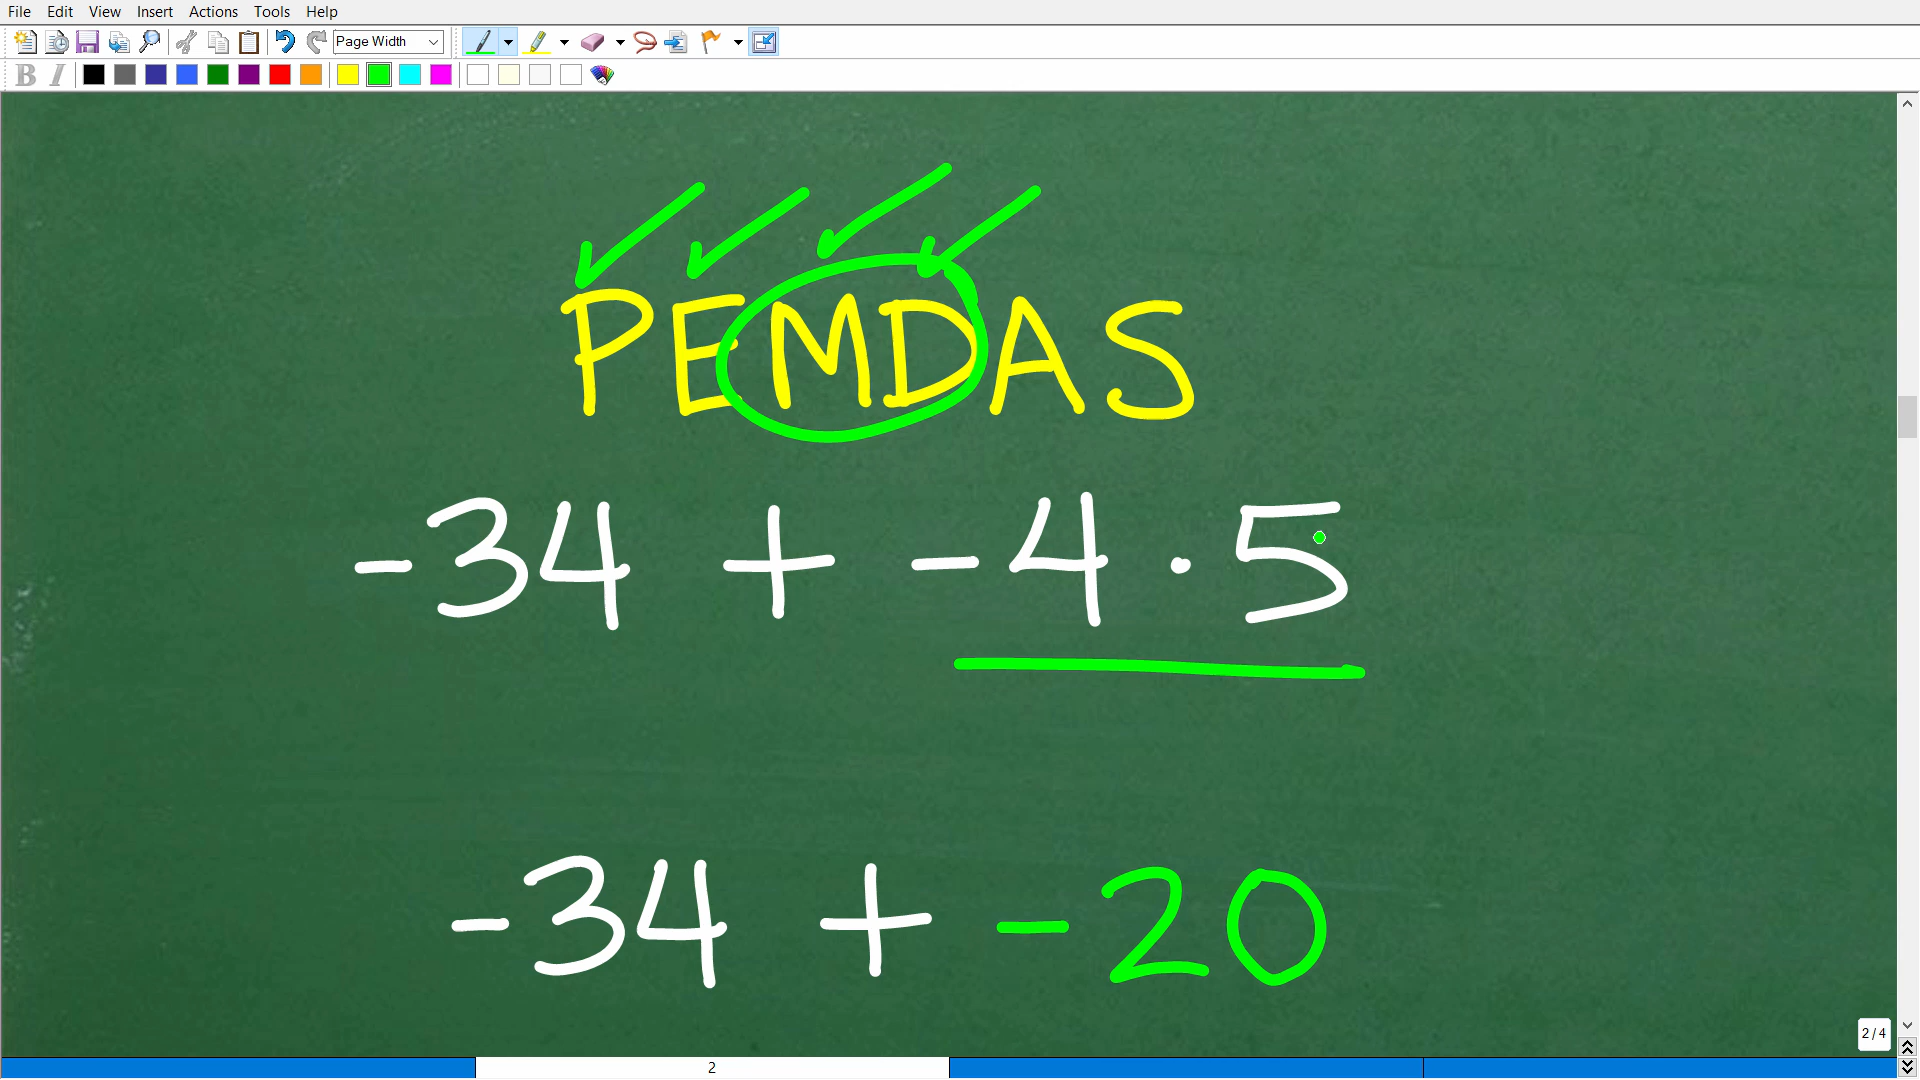 File Edit View Insert Actions Tools Help
Page Width
B I
PEMDAS
-34 + -4 · 5
-34 + -20
2 / 4
2